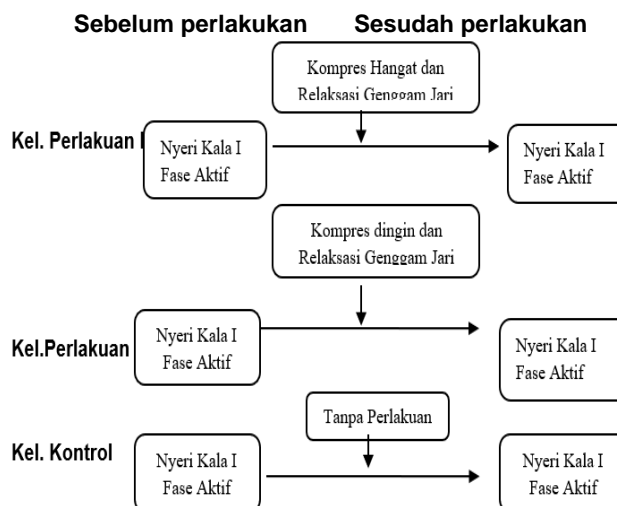 Sebelum perlakukan Sesudah perlakukan
Kompres Hangat dan
Relaksasi Genggam Jari
Kel. Perlakuan I
Nyeri Kala I
Fase Aktif
Nyeri Kala I
Fase Aktif
Kompres dingin dan
Relaksasi Genggam Jari
Kel.Perlakuan
Nyeri Kala I
Fase Aktif
Nyeri Kala I
Fase Aktif
Tanpa Perlakuan
Kel. Kontrol
Nyeri Kala I
Fase Aktif
Nyeri Kala I
Fase Aktif